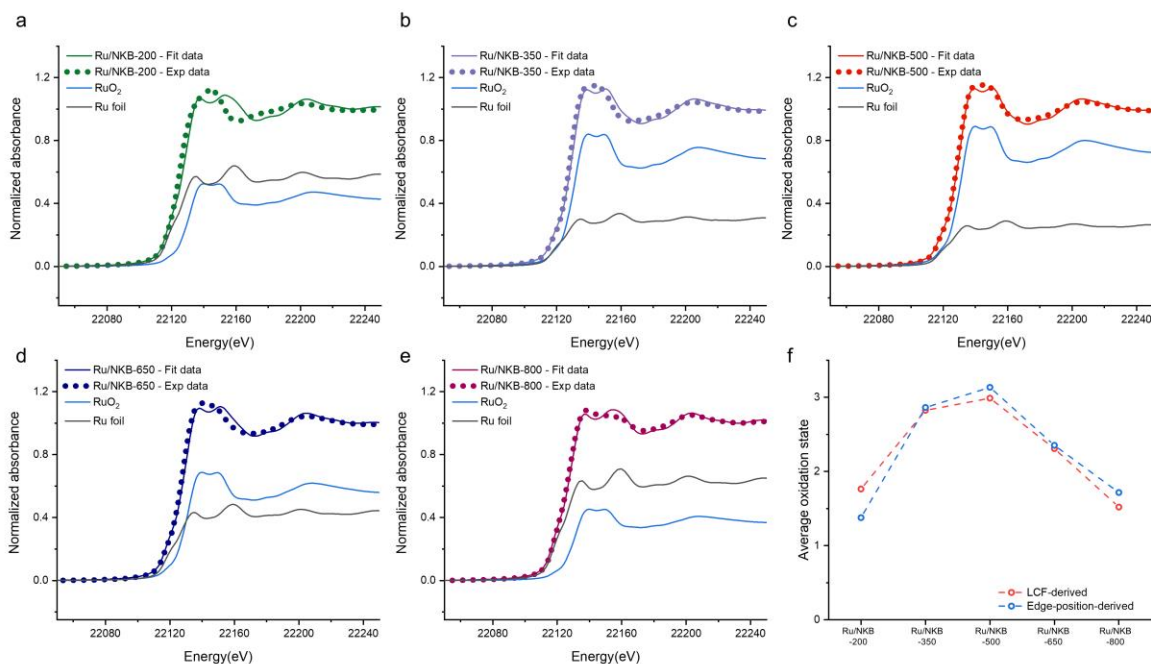 a
Ru/NKB-200 - Fit data
Ru/NKB-200 - Exp data
RuO₂
Ru foil
1.2
0.8
0.4
0.0
Normalized absorbance
22080 22120 22160 22200 22240
Energy(eV)
b
Ru/NKB-350 - Fit data
Ru/NKB-350 - Exp data
RuO₂
Ru foil
1.2
0.8
0.4
0.0
Normalized absorbance
22080 22120 22160 22200 22240
Energy(eV)
c
Ru/NKB-500 - Fit data
Ru/NKB-500 - Exp data
RuO₂
Ru foil
1.2
0.8
0.4
0.0
Normalized absorbance
22080 22120 22160 22200 22240
Energy(eV)
d
Ru/NKB-650 - Fit data
Ru/NKB-650 - Exp data
RuO₂
Ru foil
1.2
0.8
0.4
0.0
Normalized absorbance
22080 22120 22160 22200 22240
Energy(eV)
e
Ru/NKB-800 - Fit data
Ru/NKB-800 - Exp data
RuO₂
Ru foil
1.2
0.8
0.4
0.0
Normalized absorbance
22080 22120 22160 22200 22240
Energy(eV)
f
3
2
1
0
Average oxidation state
LCF-derived
Edge-position-derived
Ru/NKB Ru/NKB Ru/NKB Ru/NKB Ru/NKB
-200 -350 -500 -650 -800